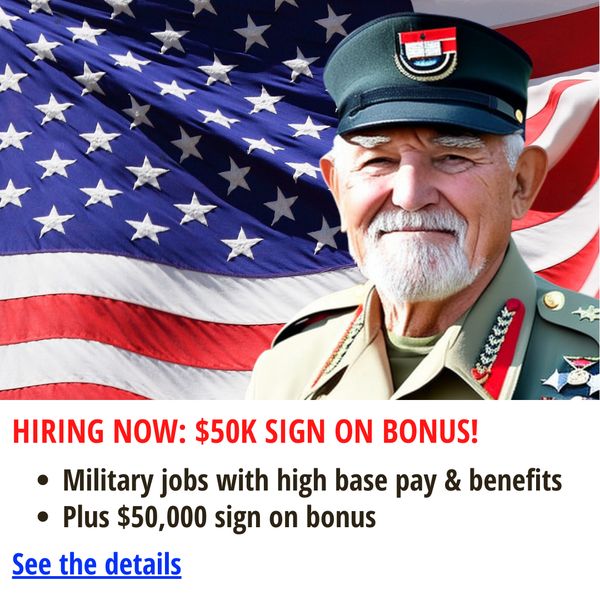 HIRING NOW: $50K SIGN ON BONUS!
• Military jobs with high base pay & benefits
• Plus $50,000 sign on bonus
See the details